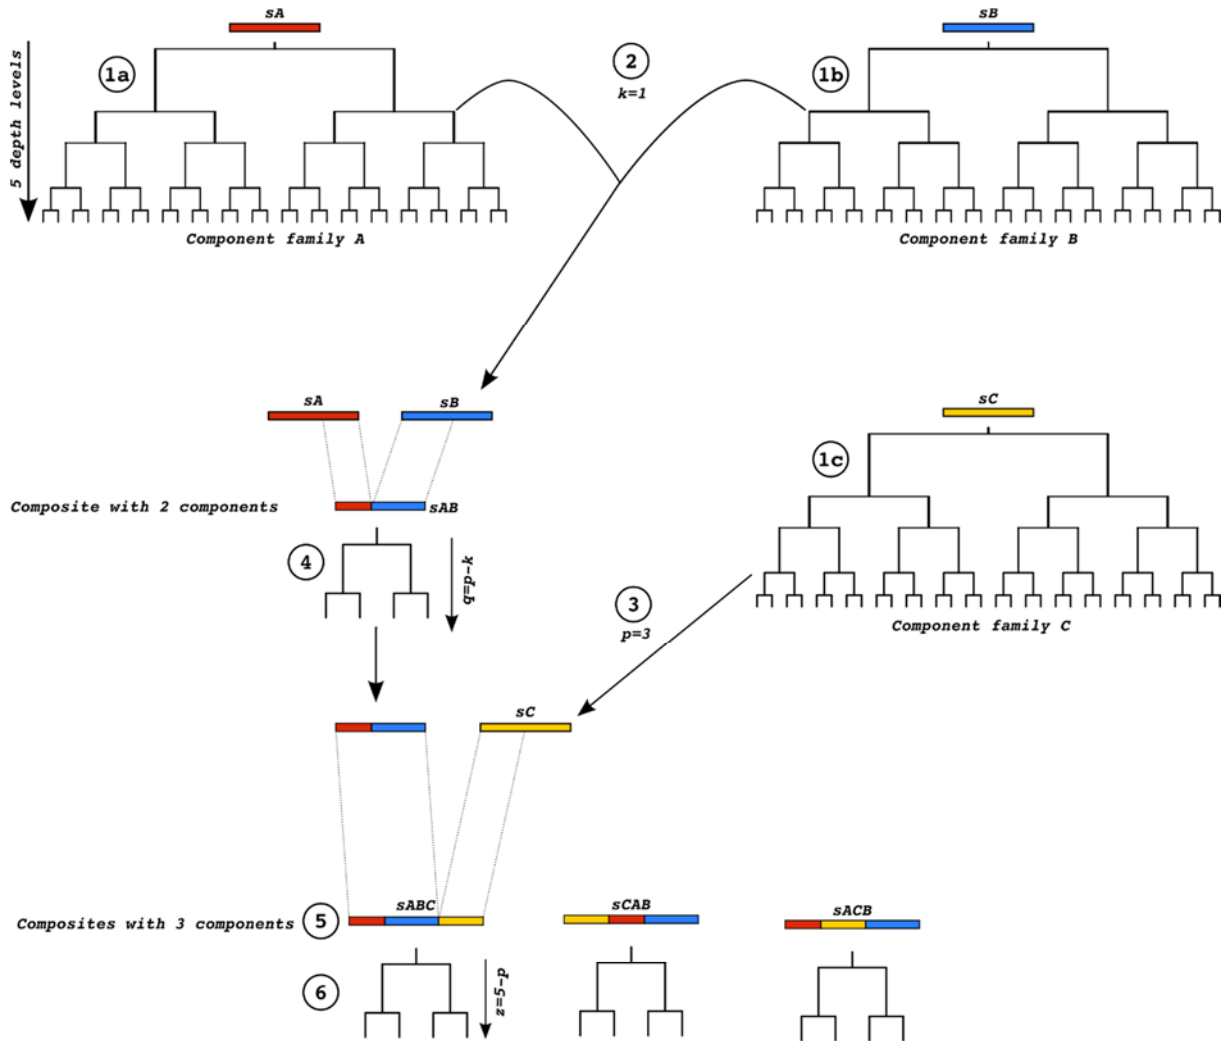 sA
sB
1a
2
k=1
1b
5 depth levels
Component family A
Component family B
sA
sB
sC
1c
Composite with 2 components
sAB
4
q=p-k
3
p=3
Component family C
sC
Composites with 3 components
5
sABC
sCAB
sACB
6
z=5-p